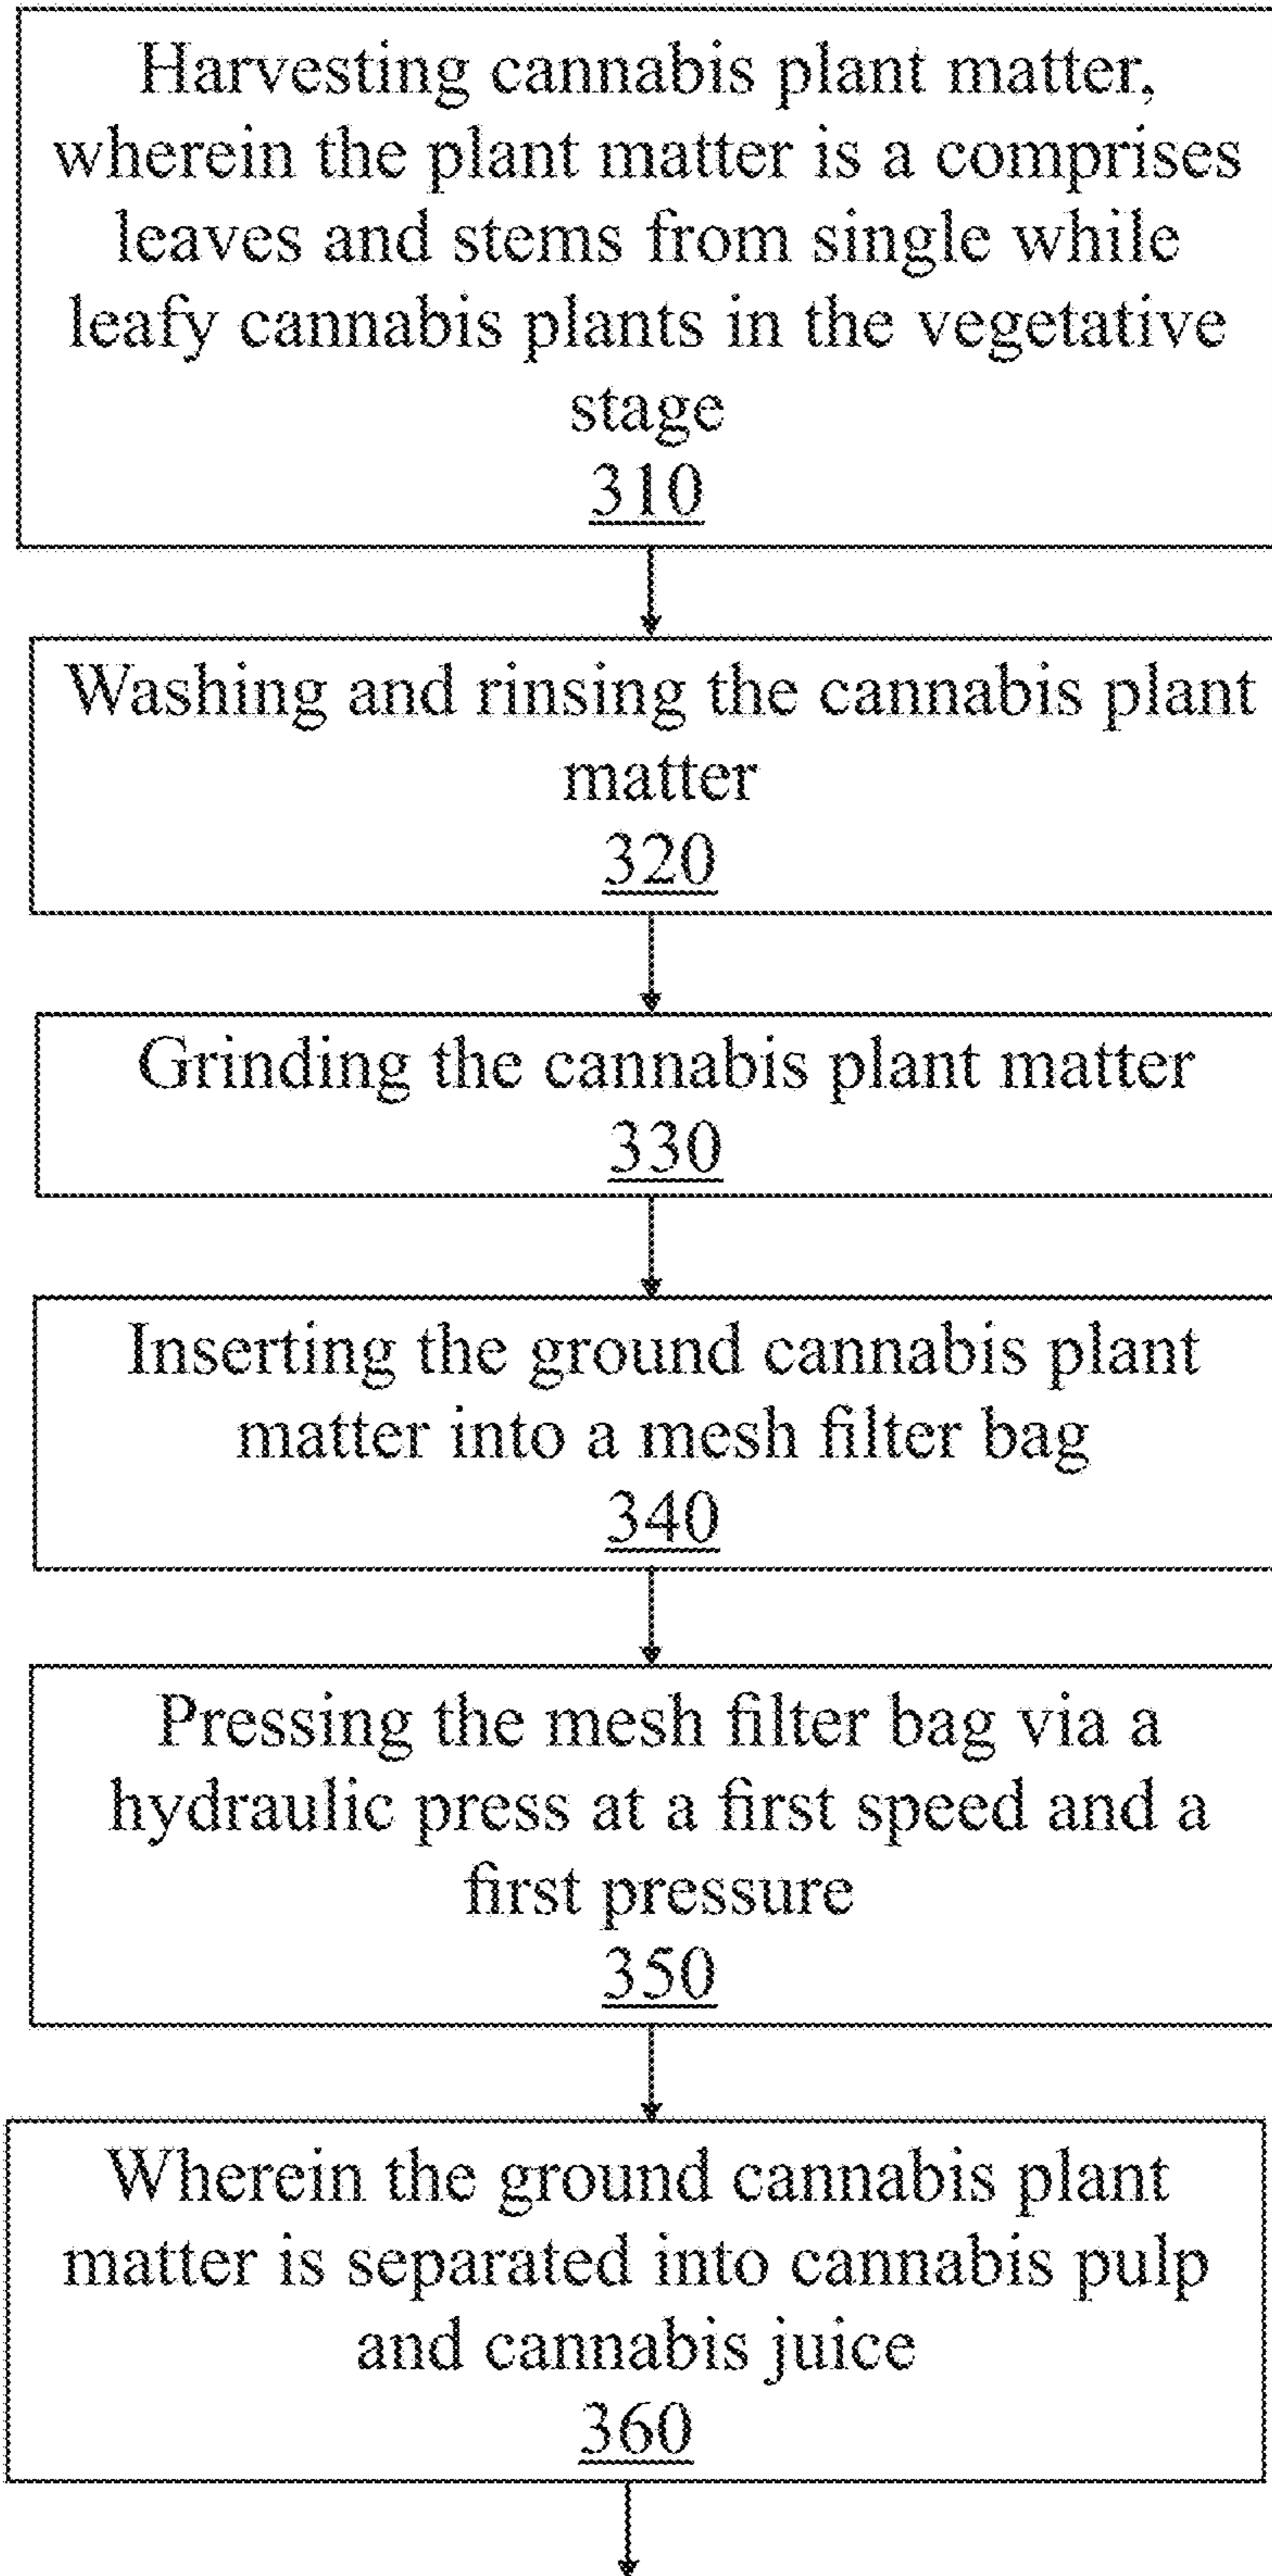 Harvesting cannabis plant matter,
wherein the plant matter is a comprises
leaves and stems from single while
leafy cannabis plants in the vegetative
stage
310
Washing and rinsing the cannabis plant
matter
320
Grinding the cannabis plant matter
330
Inserting the ground cannabis plant
matter into a mesh filter bag
340
Pressing the mesh filter bag via a
hydraulic press at a first speed and a
first pressure
350
Wherein the ground cannabis plant
matter is separated into cannabis pulp
and cannabis juice
360